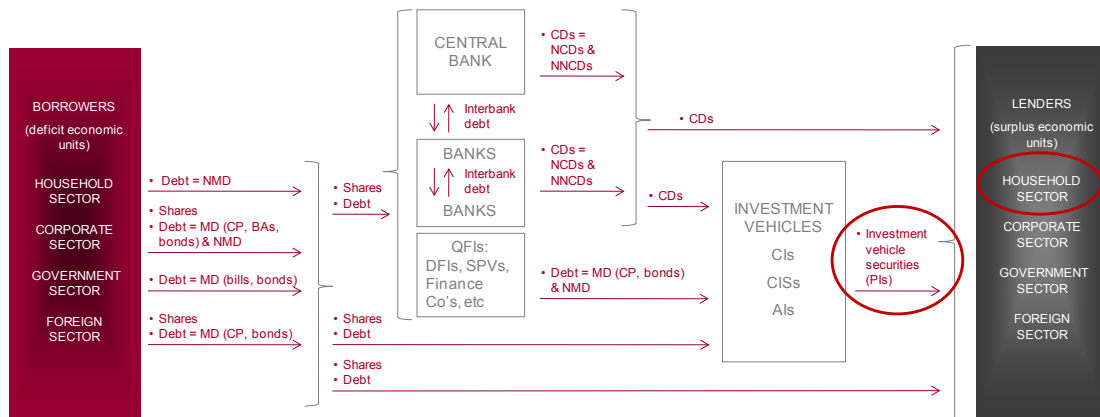 BORROWERS
(deficit economic
units)
HOUSEHOLD
SECTOR
CORPORATE
SECTOR
GOVERNMENT
SECTOR
FOREIGN
SECTOR
• Debt = NMD
• Shares
• Debt = MD (CP, BAs,
bonds) & NMD
• Debt = MD (bills, bonds)
• Shares
• Debt = MD (CP, bonds)
• Shares
• Debt
• Shares
• Debt
• Shares
• Debt
CENTRAL
BANK
Interbank
debt
BANKS
Interbank
debt
BANKS
QFIs:
DFIs, SPVs,
Finance
Co's, etc
• CDs =
NCDs &
NNCDs
• CDs =
NCDs &
NNCDs
• Debt = MD (CP, bonds)
& NMD
• CDs
• CDs
INVESTMENT
VEHICLES
CIs
CISs
AIs
• Investment
vehicle
securities
(PIs)
LENDERS
(surplus economic
units)
HOUSEHOLD
SECTOR
CORPORATE
SECTOR
GOVERNMENT
SECTOR
FOREIGN
SECTOR